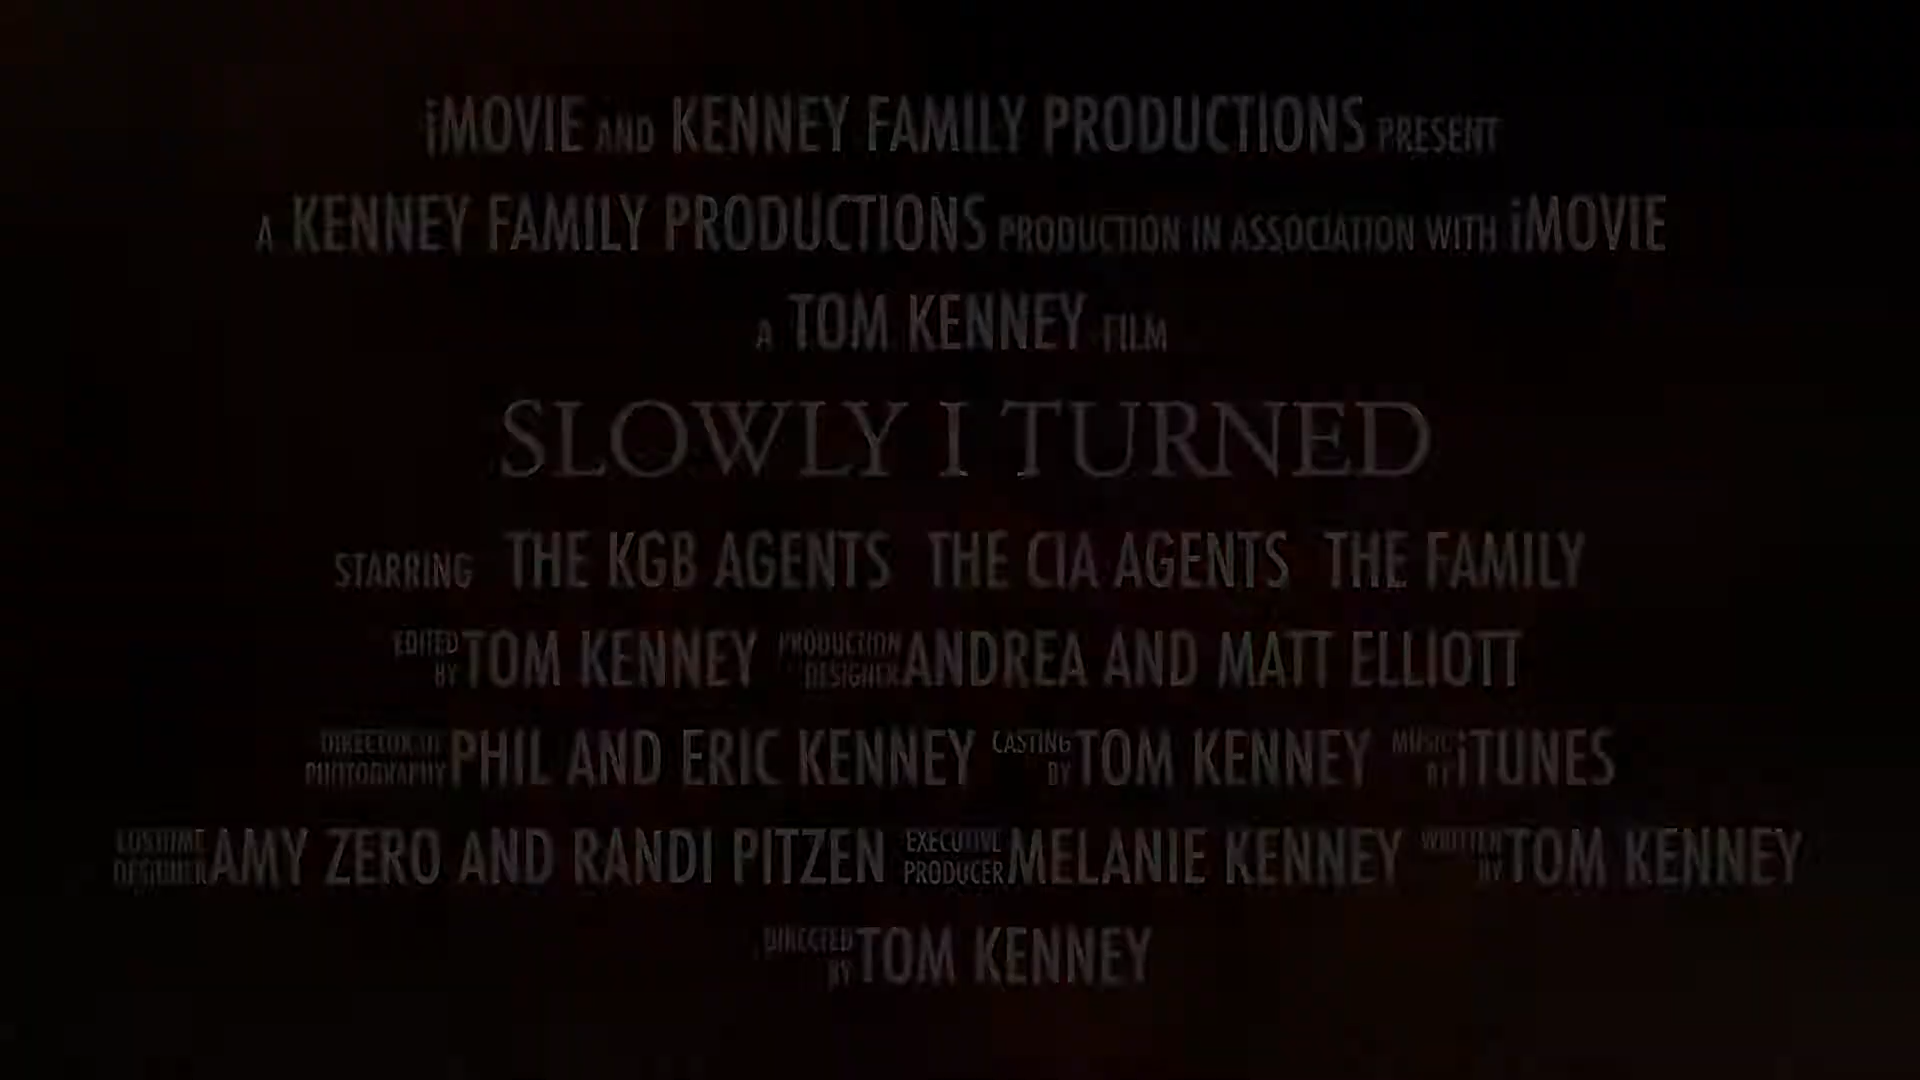 iMOVIE AND KENNEY FAMILY PRODUCTIONS PRESENT
A KENNEY FAMILY PRODUCTIONS PRODUCTION IN ASSOCIATION WITH iMOVIE
A TOM KENNEY FILM
SLOWLY I TURNED
STARRING THE KGB AGENTS THE CIA AGENTS THE FAMILY
EDITED BY TOM KENNEY PRODUCTION DESIGNER ANDREA AND MATT ELLIOTT
DIRECTOR OF PHOTOGRAPHY PHIL AND ERIC KENNEY CASTING BY TOM KENNEY MUSIC BY iTUNES
COSTUME DESIGNER AMY ZERO AND RANDI PITZEN EXECUTIVE PRODUCER MELANIE KENNEY WRITTEN BY TOM KENNEY
DIRECTED BY TOM KENNEY